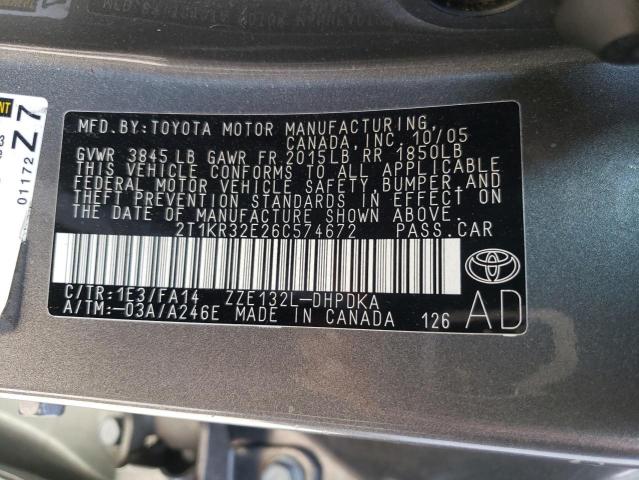 MFD.BY:TOYOTA MOTOR MANUFACTURING
CANADA, INC. 10/05
GVWR 3845 LB GAWR FR 2015LB RR 1850LB
THIS VEHICLE CONFORMS TO ALL APPLICABLE
FEDERAL MOTOR VEHICLE SAFETY, BUMPER, AND
THEFT PREVENTION STANDARDS IN EFFECT ON
THE DATE OF MANUFACTURE SHOWN ABOVE.
2T1KR32E26C574672 PASS.CAR
C/TR:1E3/FA14 ZZE132L-DHPDKA
A/TM:-03A/A246E MADE IN CANADA 126
AD
01172
Z7